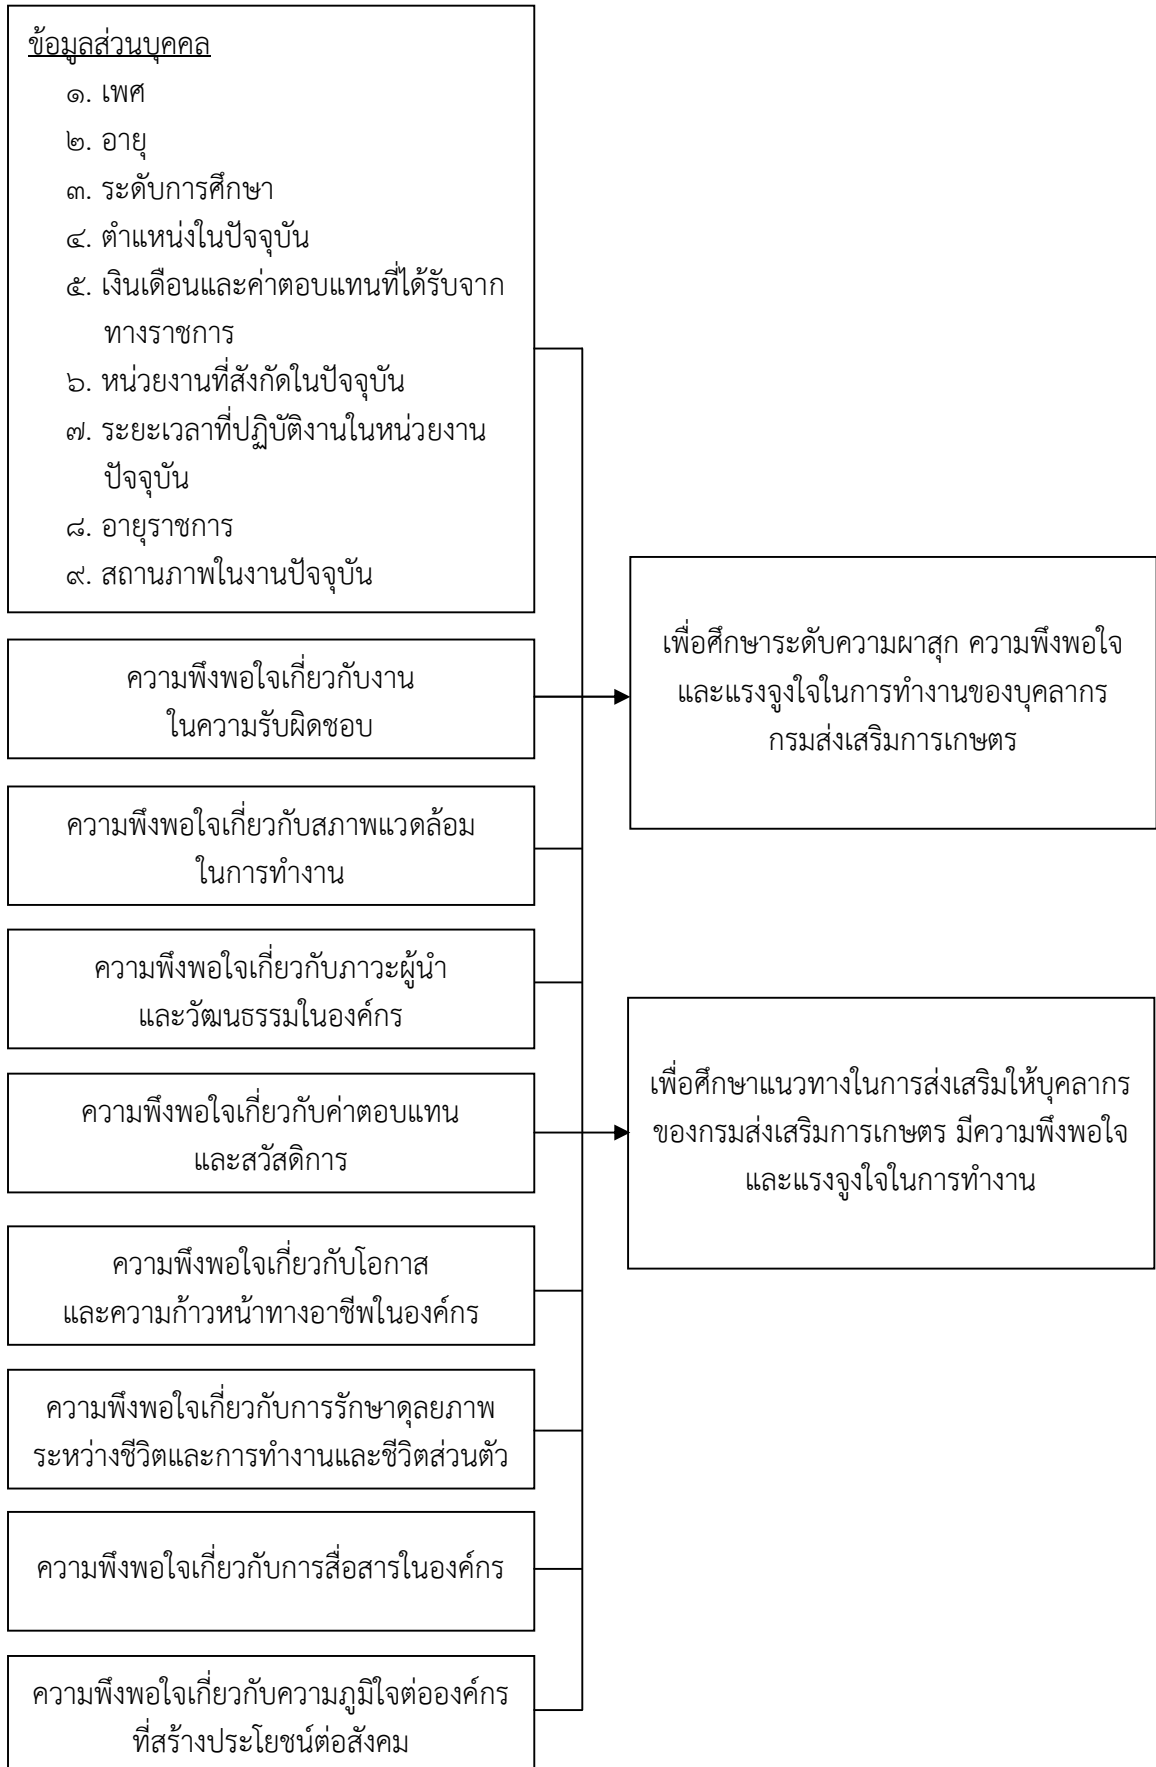 ข้อมูลส่วนบุคคล
๑. เพศ
๒. อายุ
๓. ระดับการศึกษา
๔. ตำแหน่งในปัจจุบัน
๕. เงินเดือนและค่าตอบแทนที่ได้รับจาก
ทางราชการ
๖. หน่วยงานที่สังกัดในปัจจุบัน
๗. ระยะเวลาที่ปฏิบัติงานในหน่วยงาน
ปัจจุบัน
๘. อายุราชการ
๙. สถานภาพในงานปัจจุบัน
ความพึงพอใจเกี่ยวกับงาน
ในความรับผิดชอบ
ความพึงพอใจเกี่ยวกับสภาพแวดล้อม
ในการทำงาน
ความพึงพอใจเกี่ยวกับภาวะผู้นำ
และวัฒนธรรมในองค์กร
ความพึงพอใจเกี่ยวกับค่าตอบแทน
และสวัสดิการ
ความพึงพอใจเกี่ยวกับโอกาส
และความก้าวหน้าทางอาชีพในองค์กร
ความพึงพอใจเกี่ยวกับการรักษาดุลยภาพ
ระหว่างชีวิตและการทำงานและชีวิตส่วนตัว
ความพึงพอใจเกี่ยวกับการสื่อสารในองค์กร
ความพึงพอใจเกี่ยวกับความภูมิใจต่อองค์กร
ที่สร้างประโยชน์ต่อสังคม
เพื่อศึกษาระดับความผาสุก ความพึงพอใจ
และแรงจูงใจในการทำงานของบุคลากร
กรมส่งเสริมการเกษตร
เพื่อศึกษาแนวทางในการส่งเสริมให้บุคลากร
ของกรมส่งเสริมการเกษตร มีความพึงพอใจ
และแรงจูงใจในการทำงาน